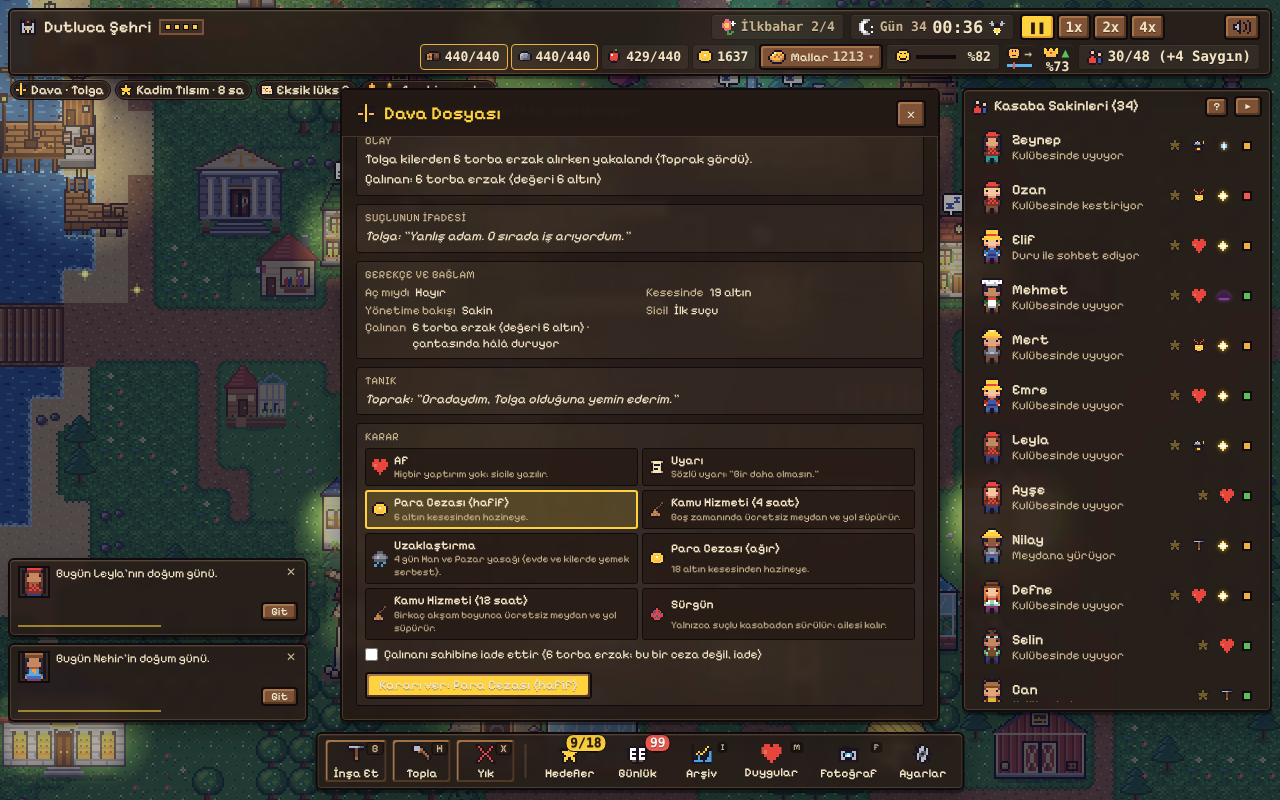 Dutluca Şehri
İlkbahar 2/4
Gün 34 00:36
1x
2x
4x
440/440
440/440
429/440
1637
Mallar 1213
%82
%73
30/48 (+4 Saygın)
Dava · Tolga
Kadim Tılsım · 8 sa
Eksik lüks
Dava Dosyası
×
OLAY
Tolga kilerden 6 torba erzak alırken yakalandı (Toprak gördü).
Çalınan: 6 torba erzak (değeri 6 altın)
SUÇLUNUN İFADESİ
Tolga: "Yanlış adam. O sırada iş arıyordum."
GEREKÇE VE BAĞLAM
Aç mıydı Hayır
Kesesinde 19 altın
Yönetime bakışı Sakin
Sicil İlk suçu
Çalınan 6 torba erzak (değeri 6 altın) ·
çantasında hâlâ duruyor
TANIK
Toprak: "Oradaydım, Tolga olduğuna yemin ederim."
KARAR
Af
Hiçbir yaptırım yok; sicile yazılır.
Uyarı
Sözlü uyarı: "Bir daha olmasın."
Para Cezası (hafif)
6 altın kesesinden hazineye.
Kamu Hizmeti (4 saat)
Boş zamanında ücretsiz meydan ve yol süpürür.
Uzaklaştırma
4 gün Han ve Pazar yasağı (evde ve kilerde yemek
serbest).
Para Cezası (ağır)
18 altın kesesinden hazineye.
Kamu Hizmeti (12 saat)
Birkaç akşam boyunca ücretsiz meydan ve yol
süpürür.
Sürgün
Yalnızca suçlu kasabadan sürülür; ailesi kalır.
Çalınanı sahibine iade ettir (6 torba erzak; bu bir ceza değil, iade)
Kararı ver: Para Cezası (hafif)
Kasaba Sakinleri (34)
?
Zeynep
Kulübesinde uyuyor
Ozan
Kulübesinde kestiriyor
Elif
Duru ile sohbet ediyor
Mehmet
Kulübesinde uyuyor
Mert
Kulübesinde uyuyor
Emre
Kulübesinde uyuyor
Leyla
Kulübesinde uyuyor
Ayşe
Kulübesinde uyuyor
Nilay
Meydana yürüyor
Defne
Kulübesinde uyuyor
Selin
Kulübesinde uyuyor
Can
Bugün Leyla'nın doğum günü.
×
Git
Bugün Nehir'in doğum günü.
×
Git
B
İnşa Et
H
Topla
X
Yık
9/18
Hedefler
99
Günlük
I
Arşiv
M
Duygular
F
Fotoğraf
Ayarlar